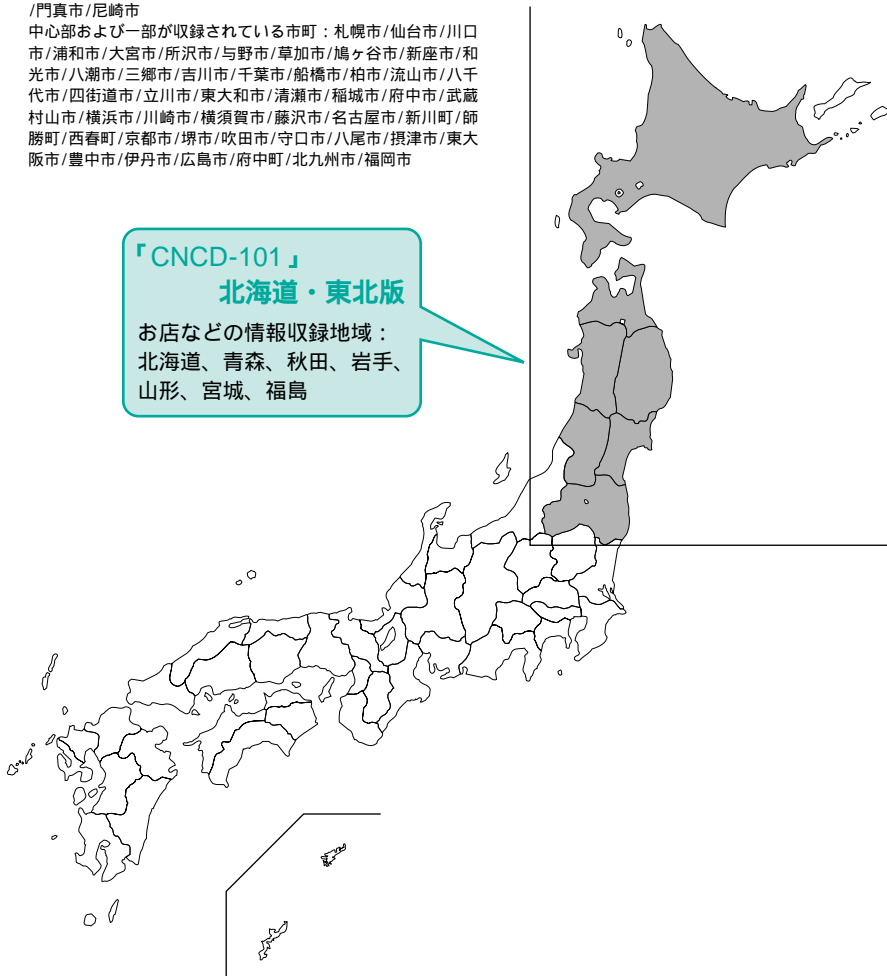 /門真市/尼崎市
中心部および一部が収録されている市町：札幌市/仙台市/川口
市/浦和市/大宮市/所沢市/与野市/草加市/鳩ヶ谷市/新座市/和
光市/八潮市/三郷市/吉川市/千葉市/船橋市/柏市/流山市/八千
代市/四街道市/立川市/東大和市/清瀬市/稲城市/府中市/武蔵
村山市/横浜市/川崎市/横須賀市/藤沢市/名古屋市/新川町/師
勝町/西春町/京都市/堺市/吹田市/守口市/八尾市/摂津市/東大
阪市/豊中市/伊丹市/広島市/府中町/北九州市/福岡市
『CNCD-101』
北海道・東北版
お店などの情報収録地域：
北海道、青森、秋田、岩手、
山形、宮城、福島